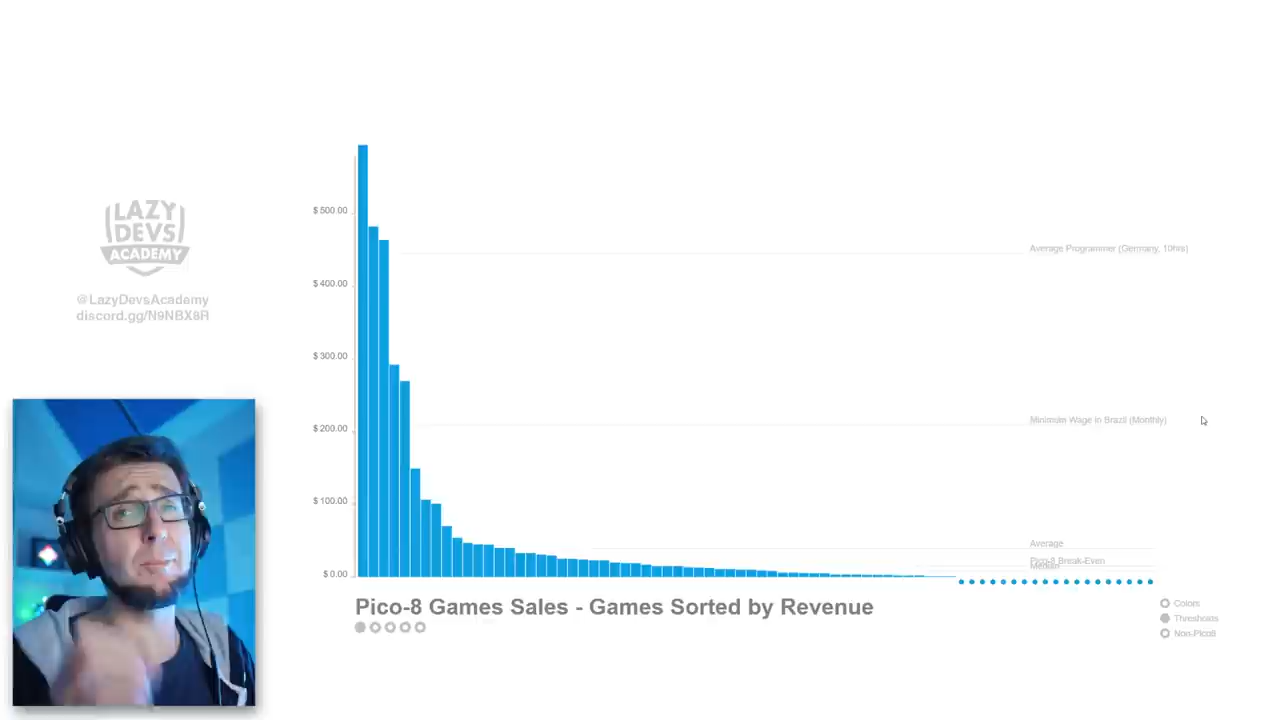 LAZY
DEVS
ACADEMY
@LazyDevsAcademy
discord.gg/N9NBX8R
$ 500.00
$ 400.00
$ 300.00
$ 200.00
$ 100.00
$ 0.00
Average Programmer (Germany, 10hrs)
Minimum Wage in Brazil (Monthly)
Average
Pico-8 Break-Even
Median
Pico-8 Games Sales - Games Sorted by Revenue
Colors
Thresholds
Non-Pico8